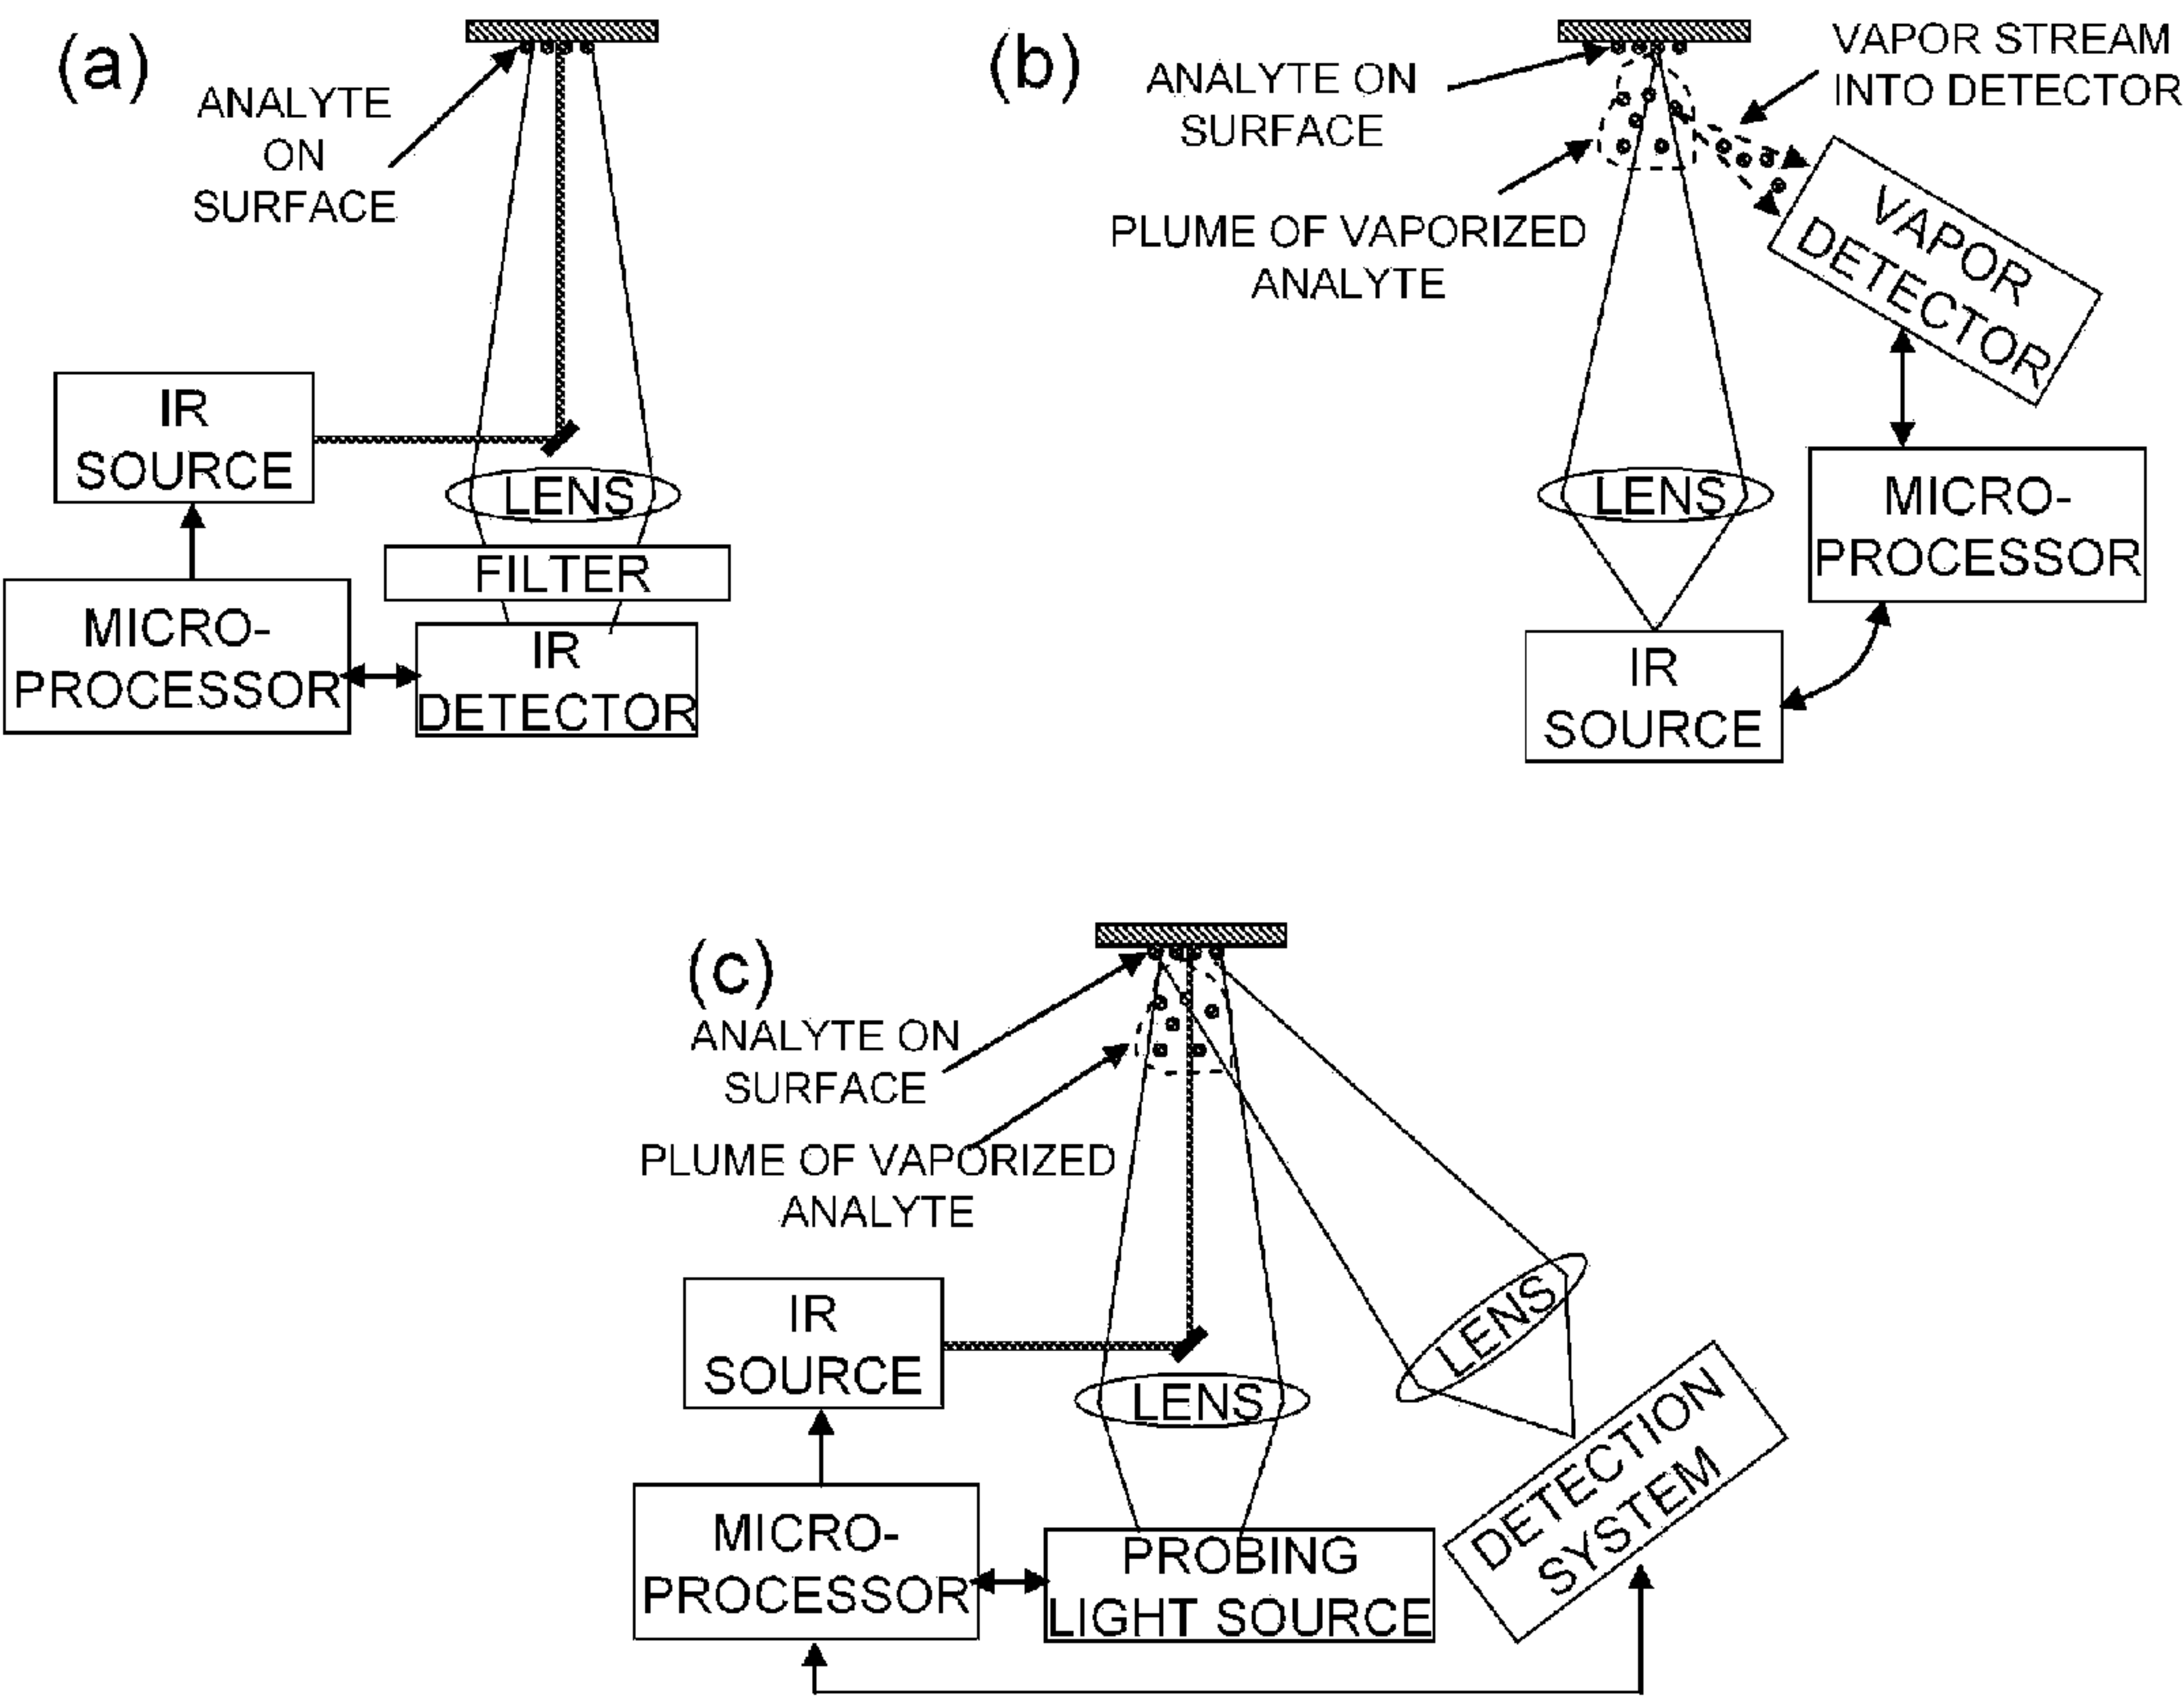 (a)
ANALYTE
ON
SURFACE
IR
SOURCE
LENS
FILTER
MICRO-
PROCESSOR
IR
DETECTOR
(b)
ANALYTE ON
SURFACE
VAPOR STREAM
INTO DETECTOR
PLUME OF VAPORIZED
ANALYTE
VAPOR
DETECTOR
LENS
MICRO-
PROCESSOR
IR
SOURCE
(c)
ANALYTE ON
SURFACE
PLUME OF VAPORIZED
ANALYTE
IR
SOURCE
LENS
LENS
MICRO-
PROCESSOR
PROBING
LIGHT SOURCE
DETECTION
SYSTEM